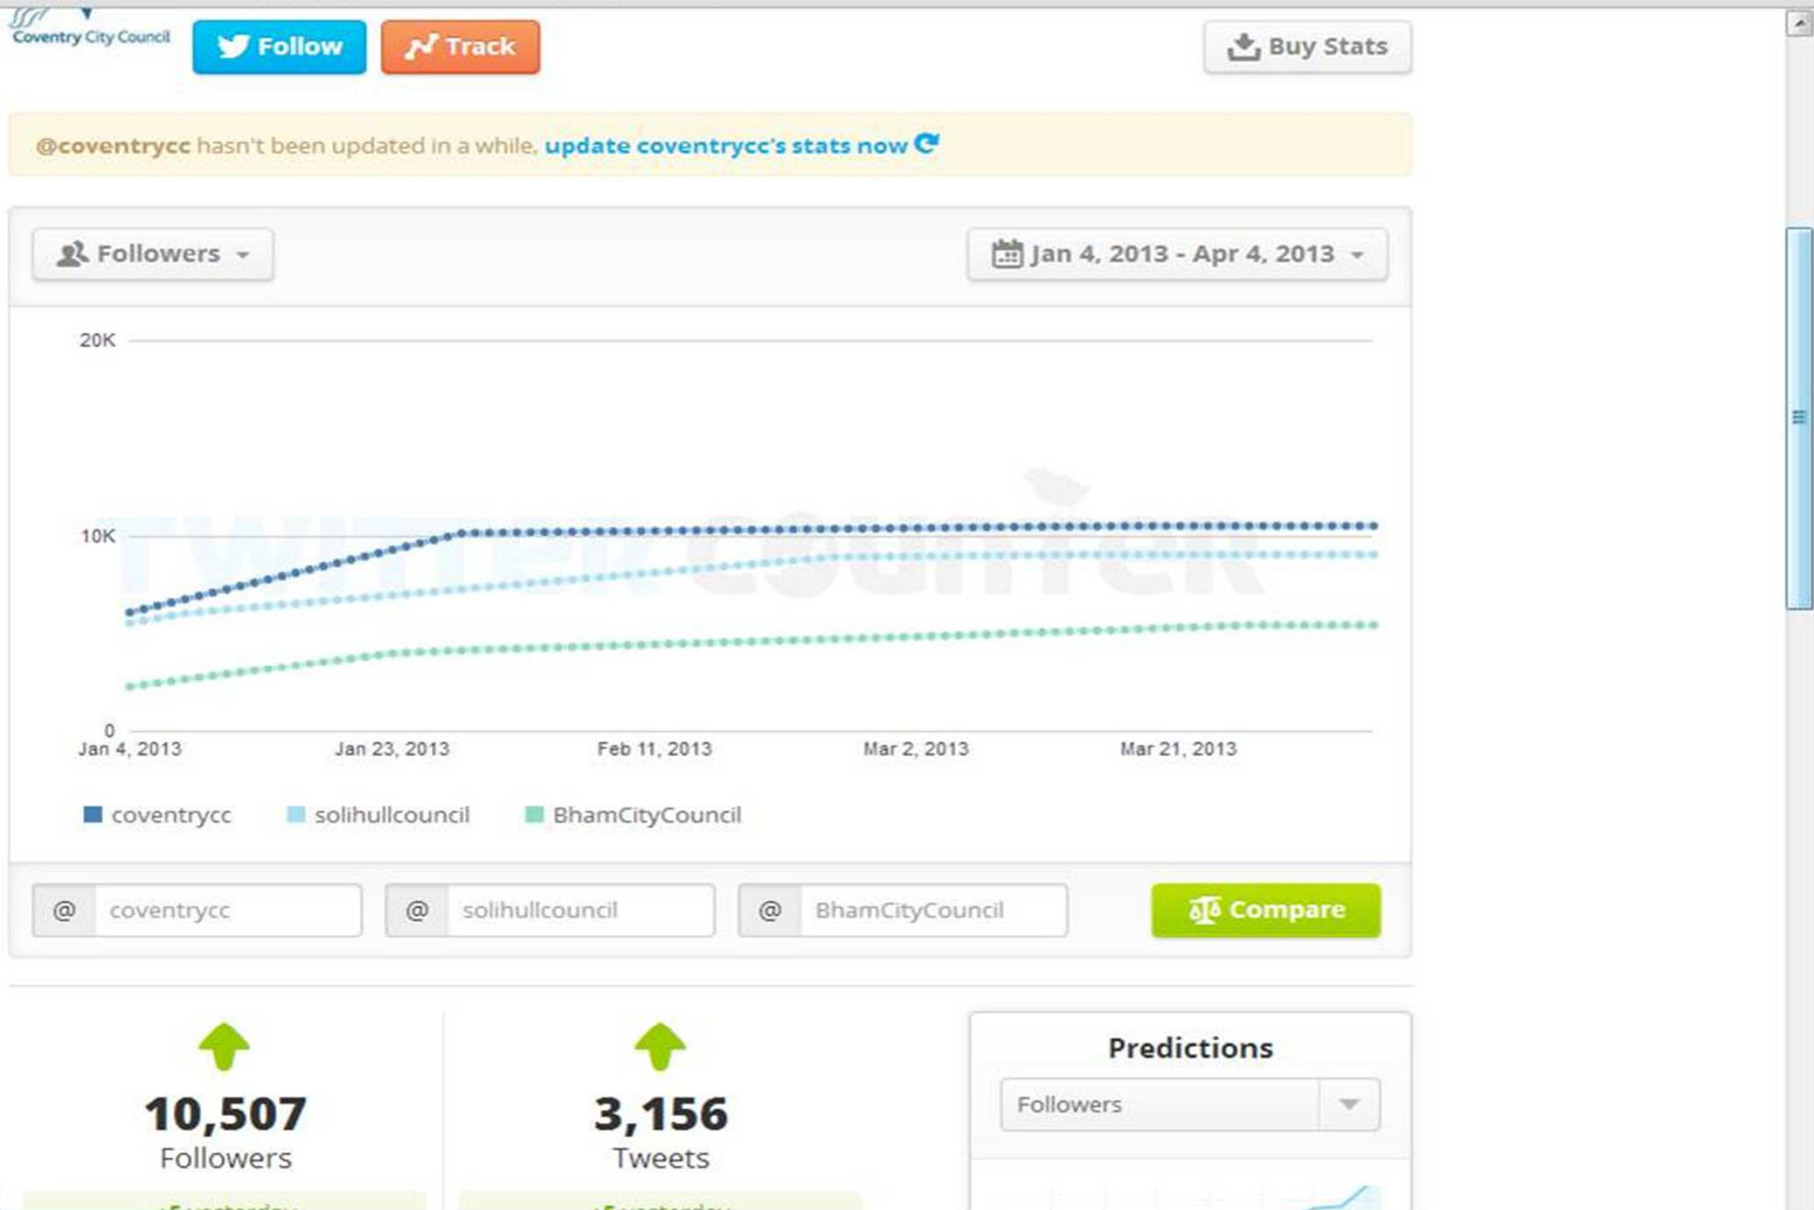 Coventry City Council
Follow
Track
Buy Stats
@coventrycc hasn't been updated in a while, update coventrycc's stats now
Followers
Jan 4, 2013 - Apr 4, 2013
TWITTER COUNTER
20K
10K
0
Jan 4, 2013 Jan 23, 2013 Feb 11, 2013 Mar 2, 2013 Mar 21, 2013
coventrycc solihullcouncil BhamCityCouncil
@ coventrycc @ solihullcouncil @ BhamCityCouncil Compare
10,507
Followers
3,156
Tweets
Predictions
Followers